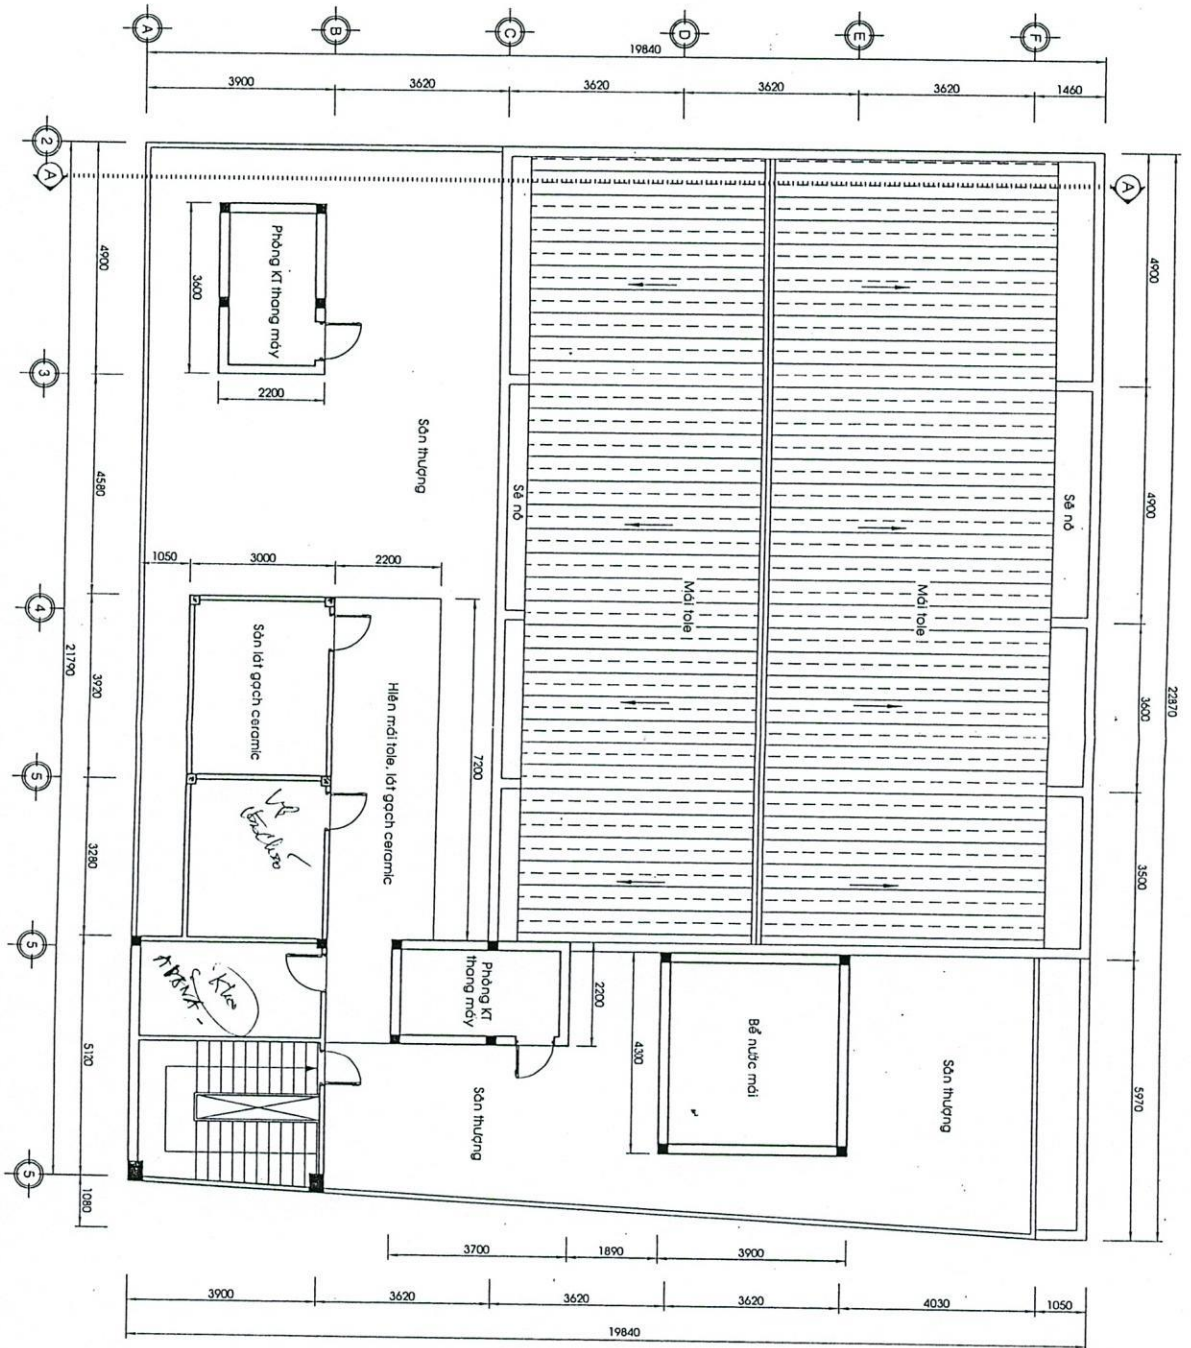 A
B
C
D
E
F
19840
3900
3620
3620
3620
3620
1460
2
A
A
22870
4900
4900
3600
3500
5970
4900
4580
3920
3280
5120
1080
21790
3
4
5
5
5
Phòng KT thang máy
3600
2200
Sân thượng
Sê nô
Sê nô
Mái tole
Mái tole
1050
3000
2200
Sân lát gạch ceramic
Hiên mái tole, lát gạch ceramic
7200
Kho
Phòng KT
thang máy
2200
4300
Bể nước mái
Sân thượng
Sân thượng
3700
1890
3900
3900
3620
3620
3620
4030
1050
19840